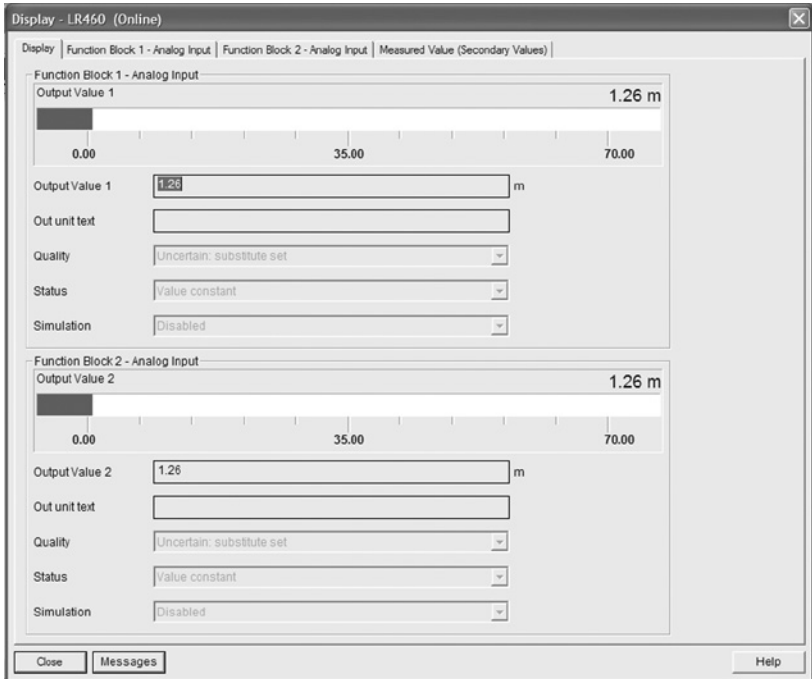 Display - LR460 (Online)
Display Function Block 1 - Analog Input Function Block 2 - Analog Input Measured Value (Secondary Values)
Function Block 1 - Analog Input
Output Value 1 1.26 m
0.00 35.00 70.00
Output Value 1 1.26 m
Out unit text
Quality Uncertain: substitute set
Status Value constant
Simulation Disabled
Function Block 2 - Analog Input
Output Value 2 1.26 m
0.00 35.00 70.00
Output Value 2 1.26 m
Out unit text
Quality Uncertain: substitute set
Status Value constant
Simulation Disabled
Close Messages Help